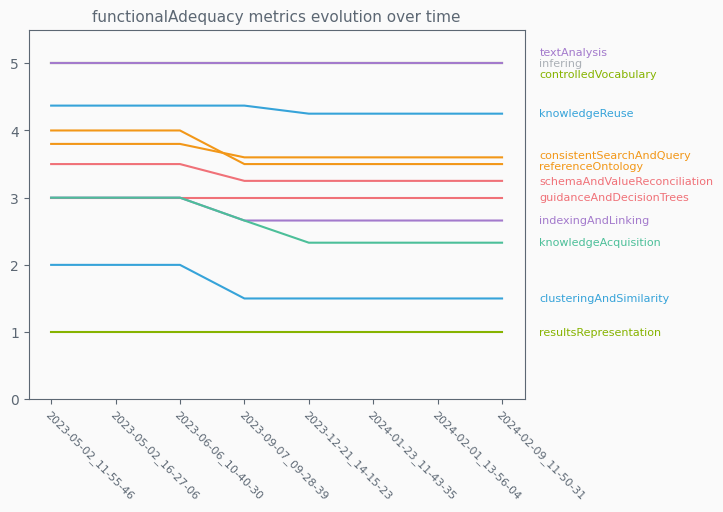 functionalAdequacy metrics evolution over time
5
4
3
2
1
0
textAnalysis
infering
controlledVocabulary
knowledgeReuse
consistentSearchAndQuery
referenceOntology
schemaAndValueReconciliation
guidanceAndDecisionTrees
indexingAndLinking
knowledgeAcquisition
clusteringAndSimilarity
resultsRepresentation
2023-05-02_11-55-46
2023-05-02_16-27-06
2023-06-06_10-40-30
2023-09-07_09-28-39
2023-12-21_14-15-23
2024-01-23_11-43-35
2024-02-01_13-56-04
2024-02-09_11-50-31